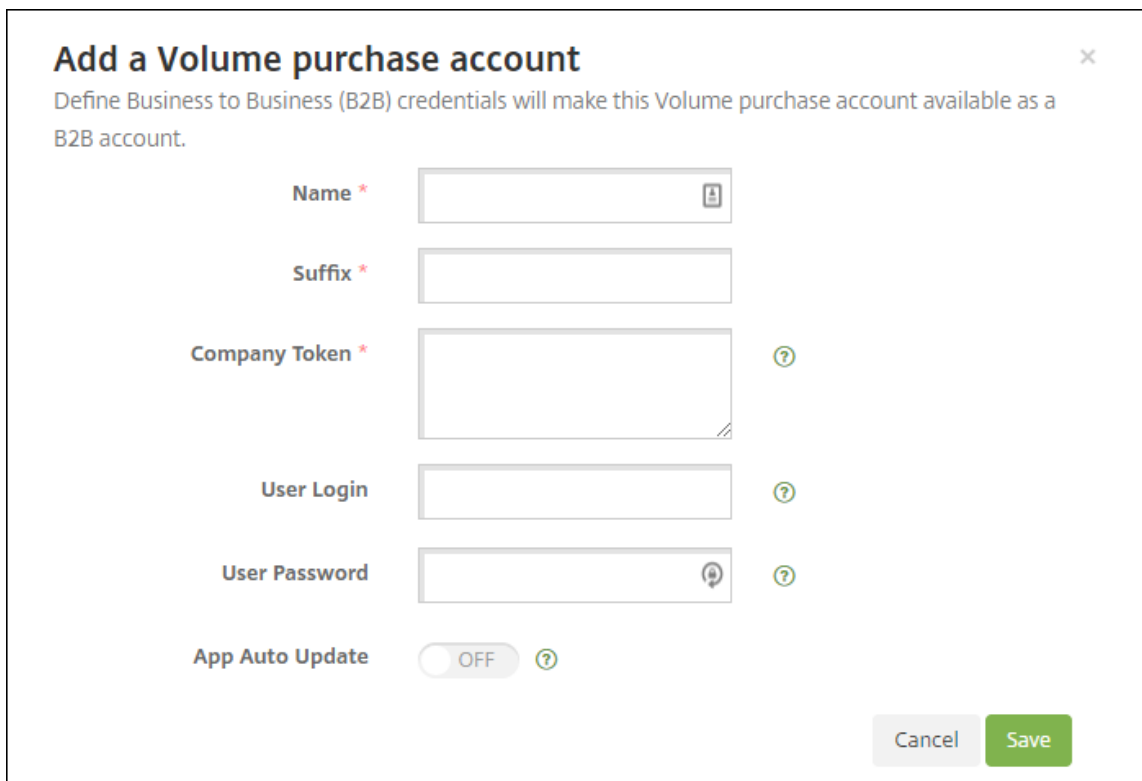 Add a Volume purchase account
×
Define Business to Business (B2B) credentials will make this Volume purchase account available as a
B2B account.
Name *
Suffix *
Company Token *
?
User Login
?
User Password
?
App Auto Update OFF ?
Cancel Save